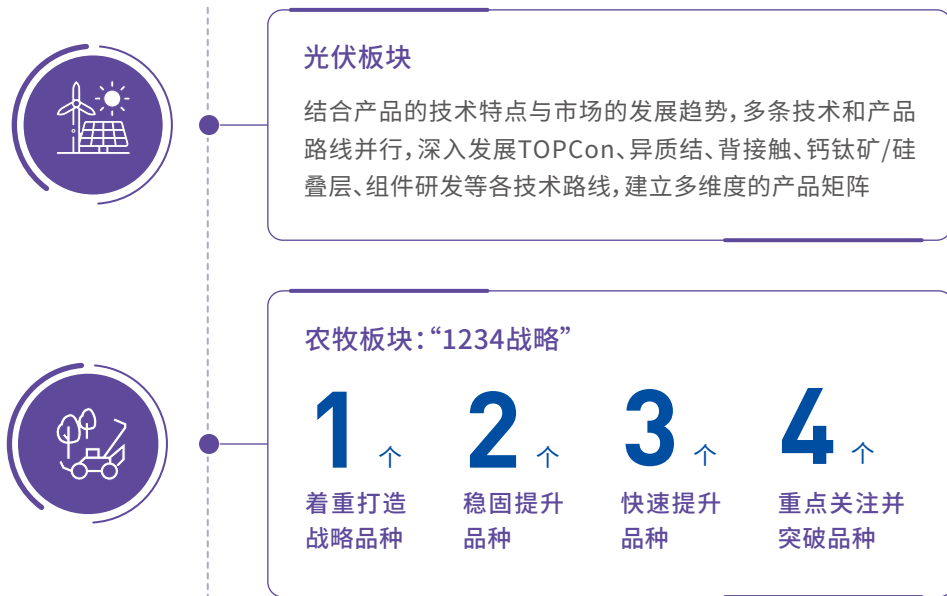 光伏板块
结合产品的技术特点与市场的发展趋势，多条技术和产品
路线并行，深入发展TOPCon、异质结、背接触、钙钛矿/硅
叠层、组件研发等各技术路线，建立多维度的产品矩阵
农牧板块：“1234战略”
1个
着重打造
战略品种
2个
稳固提升
品种
3个
快速提升
品种
4个
重点关注并
突破品种